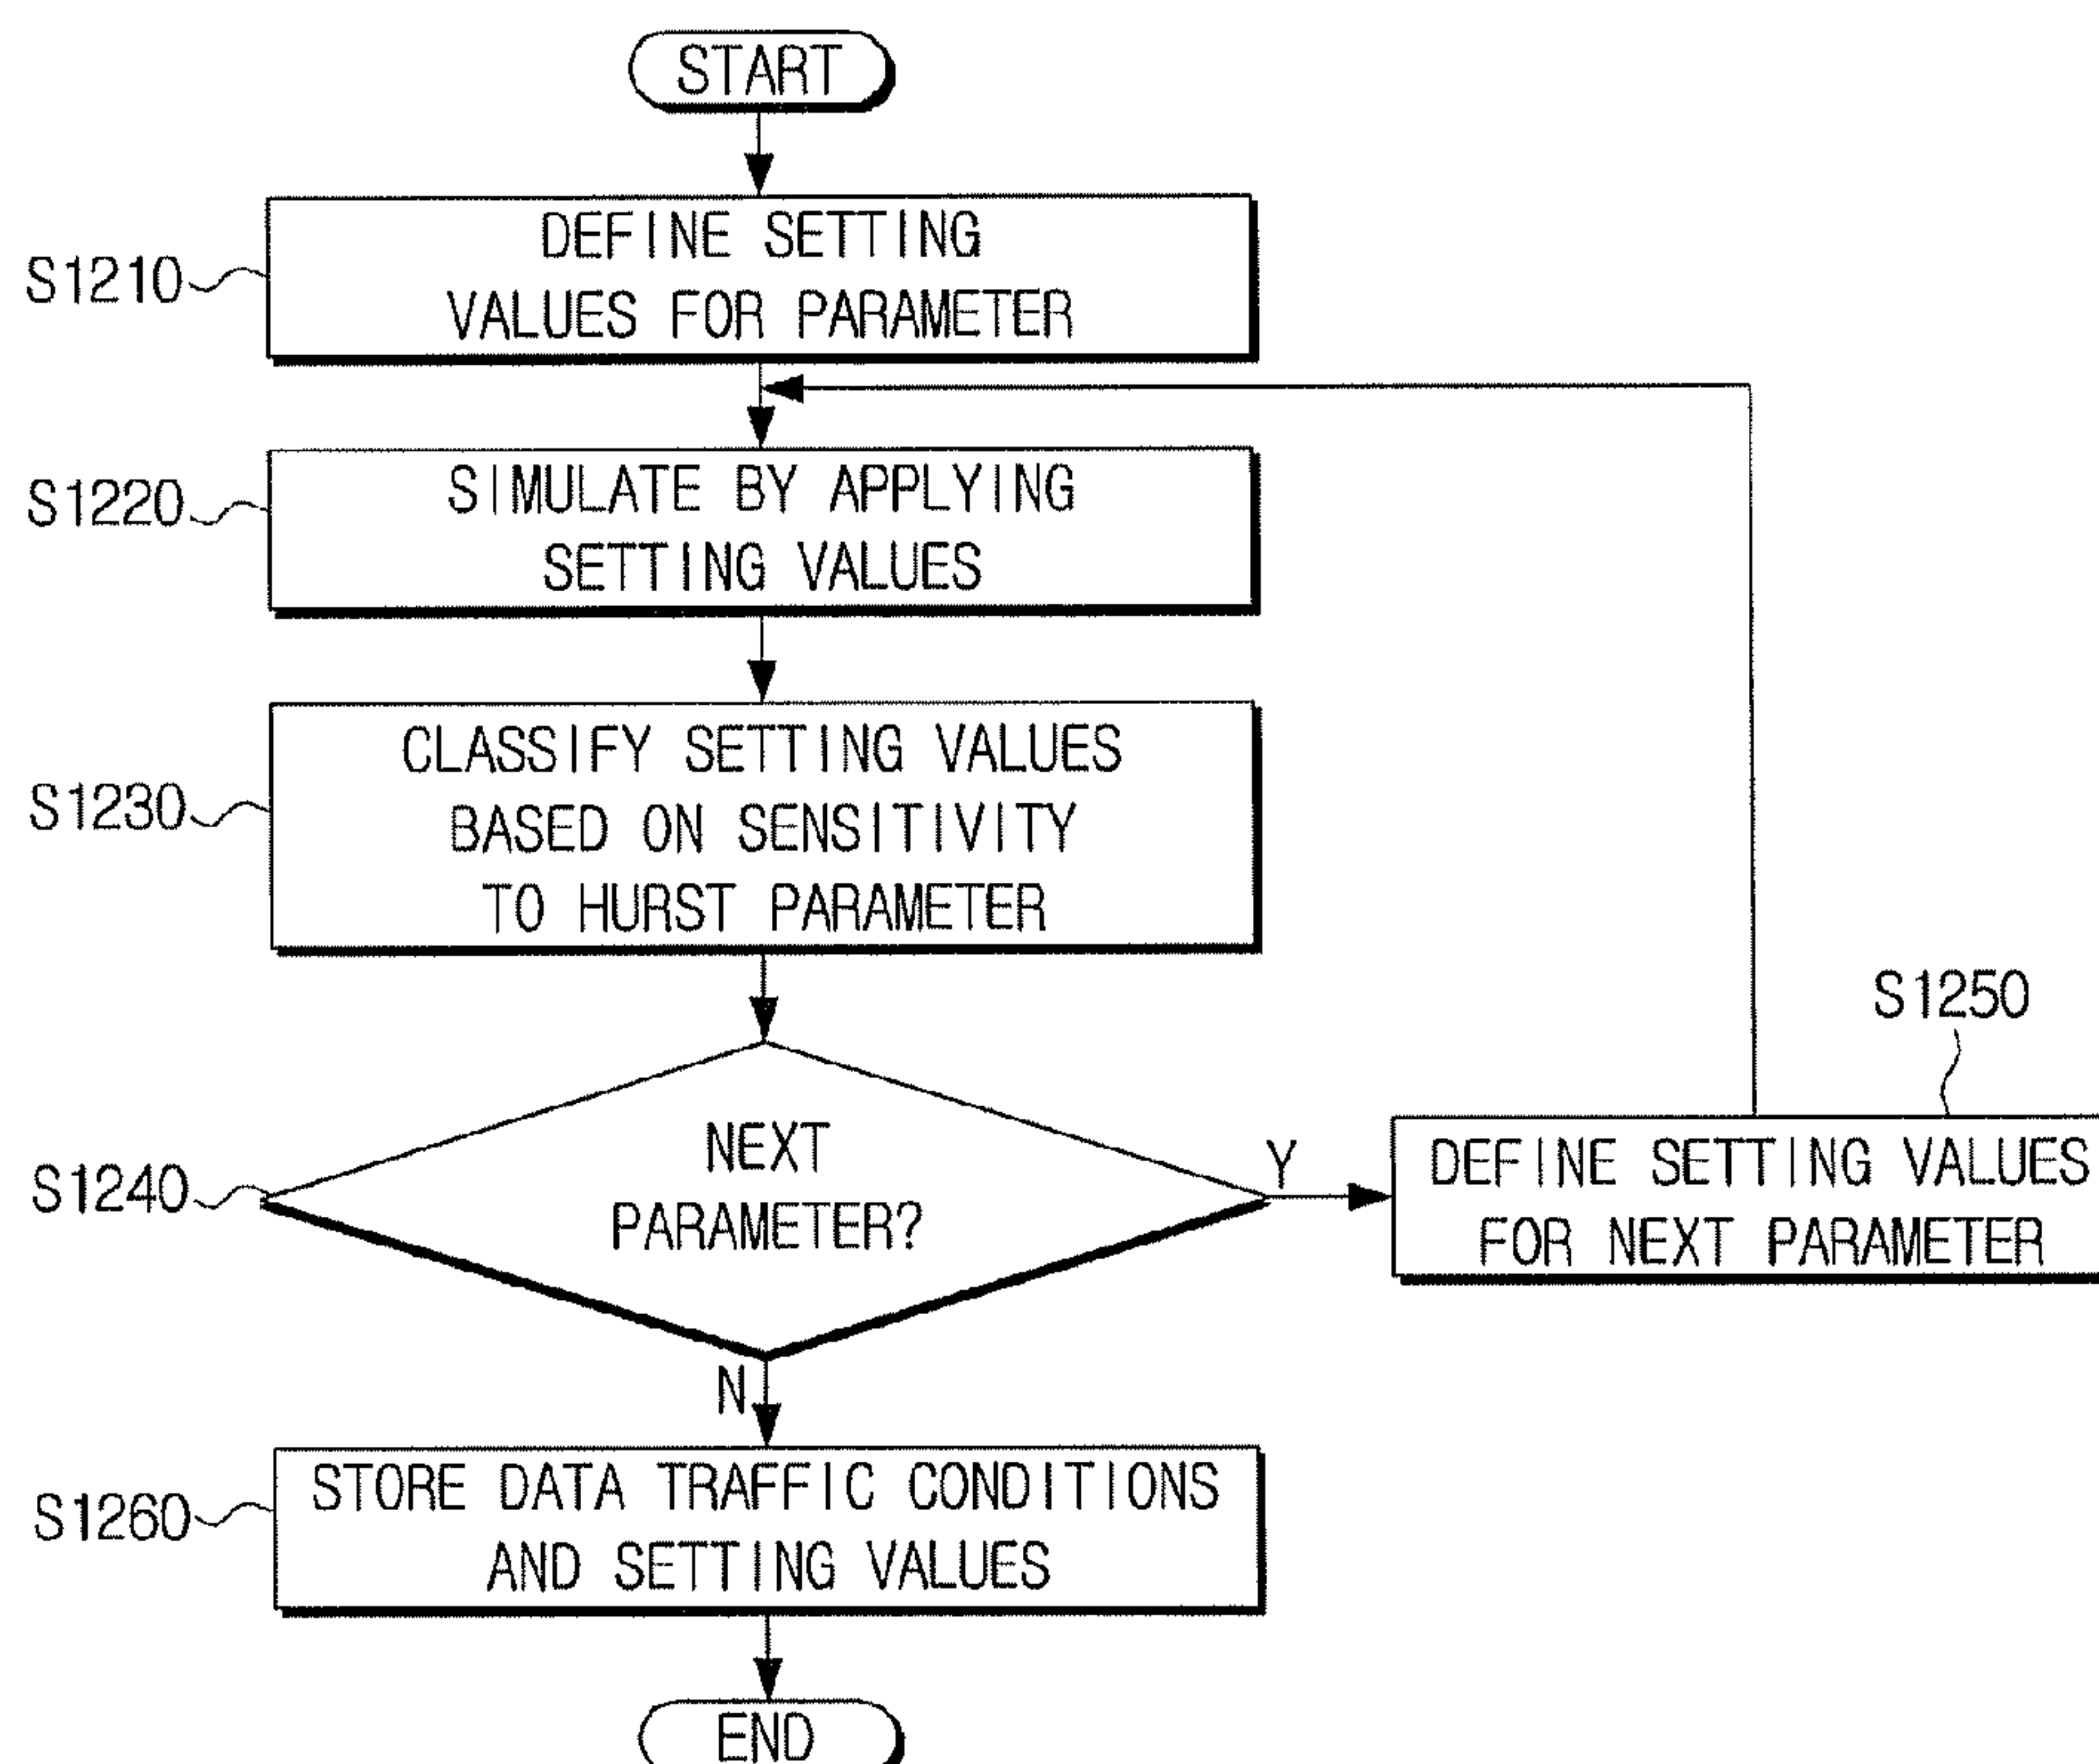 START
S1210
DEFINE SETTING
VALUES FOR PARAMETER
S1220
SIMULATE BY APPLYING
SETTING VALUES
S1230
CLASSIFY SETTING VALUES
BASED ON SENSITIVITY
TO HURST PARAMETER
S1240
NEXT
PARAMETER?
Y
S1250
DEFINE SETTING VALUES
FOR NEXT PARAMETER
N
S1260
STORE DATA TRAFFIC CONDITIONS
AND SETTING VALUES
END